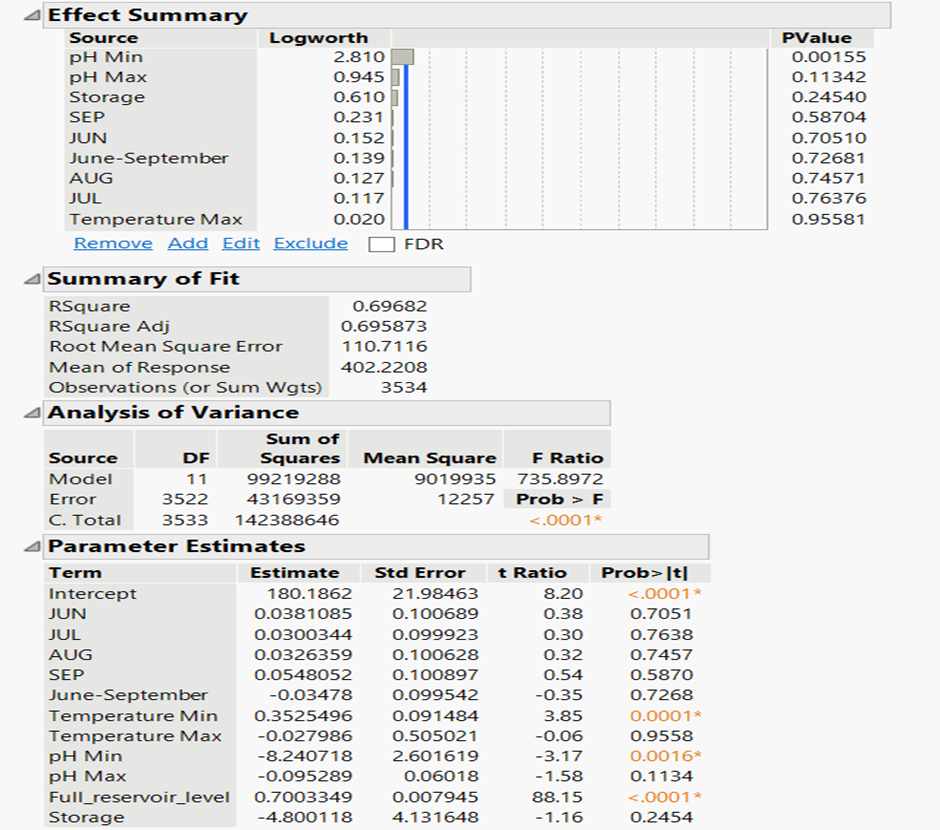 Effect Summary
Source Logworth PValue
pH Min 2.810 0.00155
pH Max 0.945 0.11342
Storage 0.610 0.24540
SEP 0.231 0.58704
JUN 0.152 0.70510
June-September 0.139 0.72681
AUG 0.127 0.74571
JUL 0.117 0.76376
Temperature Max 0.020 0.95581
Remove Add Edit Exclude FDR
Summary of Fit
RSquare 0.69682
RSquare Adj 0.695873
Root Mean Square Error 110.7116
Mean of Response 402.2208
Observations (or Sum Wgts) 3534
Analysis of Variance
Sum of
Source DF Squares Mean Square F Ratio
Model 11 99219288 9019935 735.8972
Error 3522 43169359 12257 Prob > F
C. Total 3533 142388646 <.0001*
Parameter Estimates
Term Estimate Std Error t Ratio Prob>|t|
Intercept 180.1862 21.98463 8.20 <.0001*
JUN 0.0381085 0.100689 0.38 0.7051
JUL 0.0300344 0.099923 0.30 0.7638
AUG 0.0326359 0.100628 0.32 0.7457
SEP 0.0548052 0.100897 0.54 0.5870
June-September -0.03478 0.099542 -0.35 0.7268
Temperature Min 0.3525496 0.091484 3.85 0.0001*
Temperature Max -0.027986 0.505021 -0.06 0.9558
pH Min -8.240718 2.601619 -3.17 0.0016*
pH Max -0.095289 0.06018 -1.58 0.1134
Full_reservoir_level 0.7003349 0.007945 88.15 <.0001*
Storage -4.800118 4.131648 -1.16 0.2454